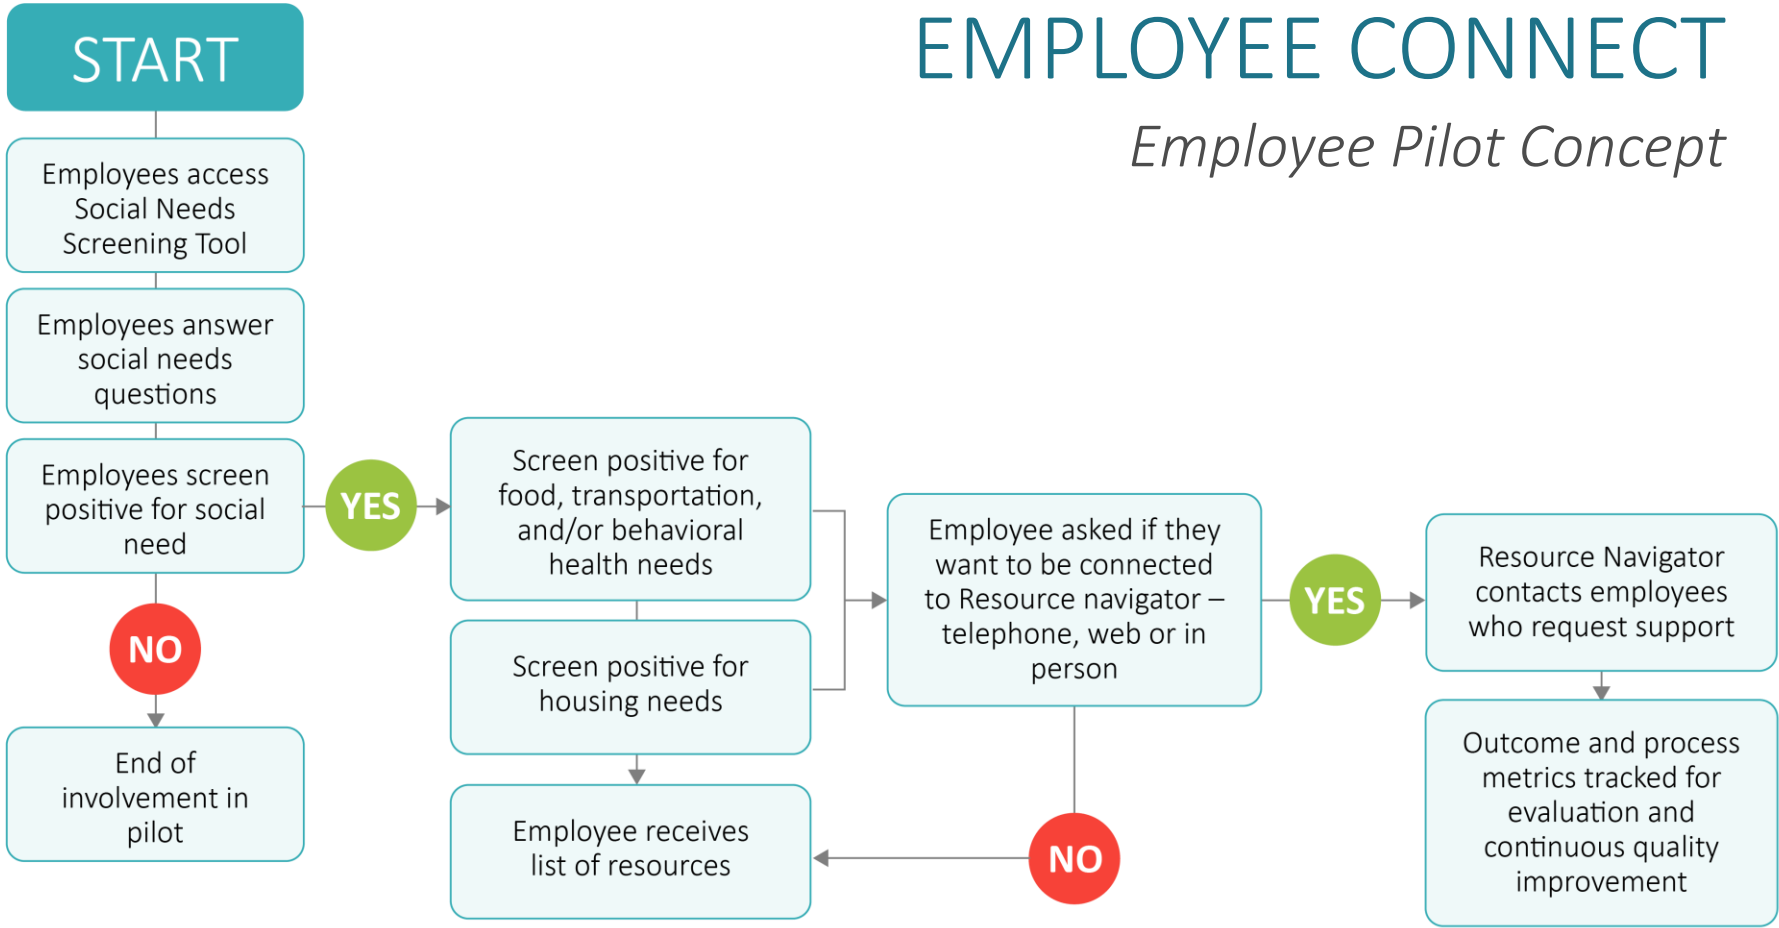 START
EMPLOYEE CONNECT
Employee Pilot Concept
Employees access
Social Needs
Screening Tool
Employees answer
social needs
questions
Employees screen
positive for social
need
YES
NO
End of
involvement in
pilot
Screen positive for
food, transportation,
and/or behavioral
health needs
Screen positive for
housing needs
Employee receives
list of resources
Employee asked if they
want to be connected
to Resource navigator –
telephone, web or in
person
YES
NO
Resource Navigator
contacts employees
who request support
Outcome and process
metrics tracked for
evaluation and
continuous quality
improvement